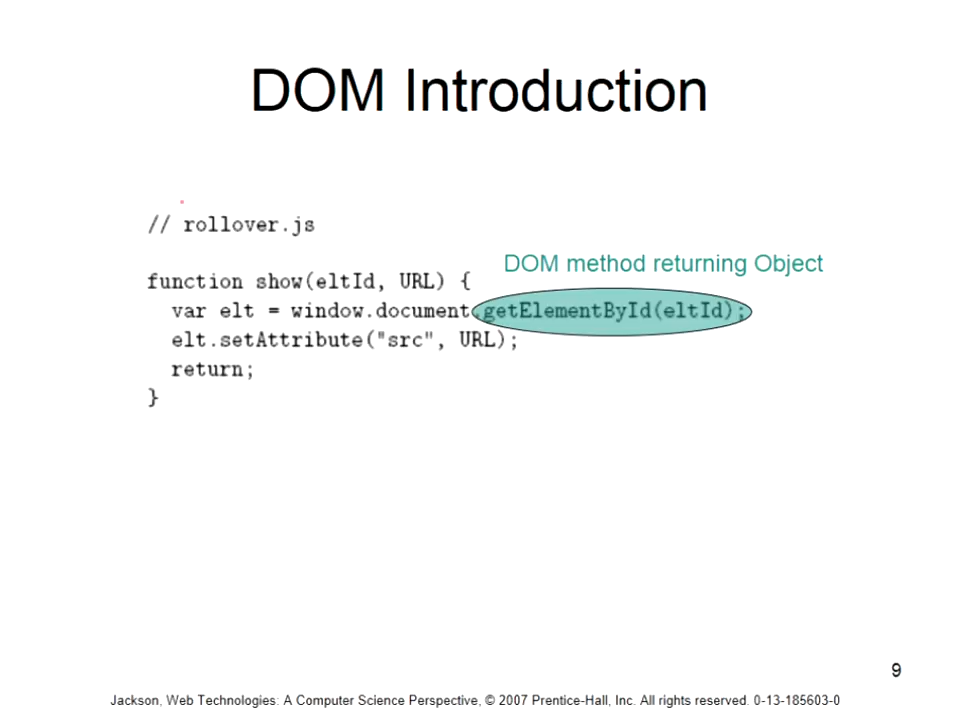 DOM Introduction
// rollover.js
DOM method returning Object
function show(eltId, URL) {
var elt = window.document.getElementById(eltId);
elt.setAttribute("src", URL);
return;
}
9
Jackson, Web Technologies: A Computer Science Perspective, © 2007 Prentice-Hall, Inc. All rights reserved. 0-13-185603-0